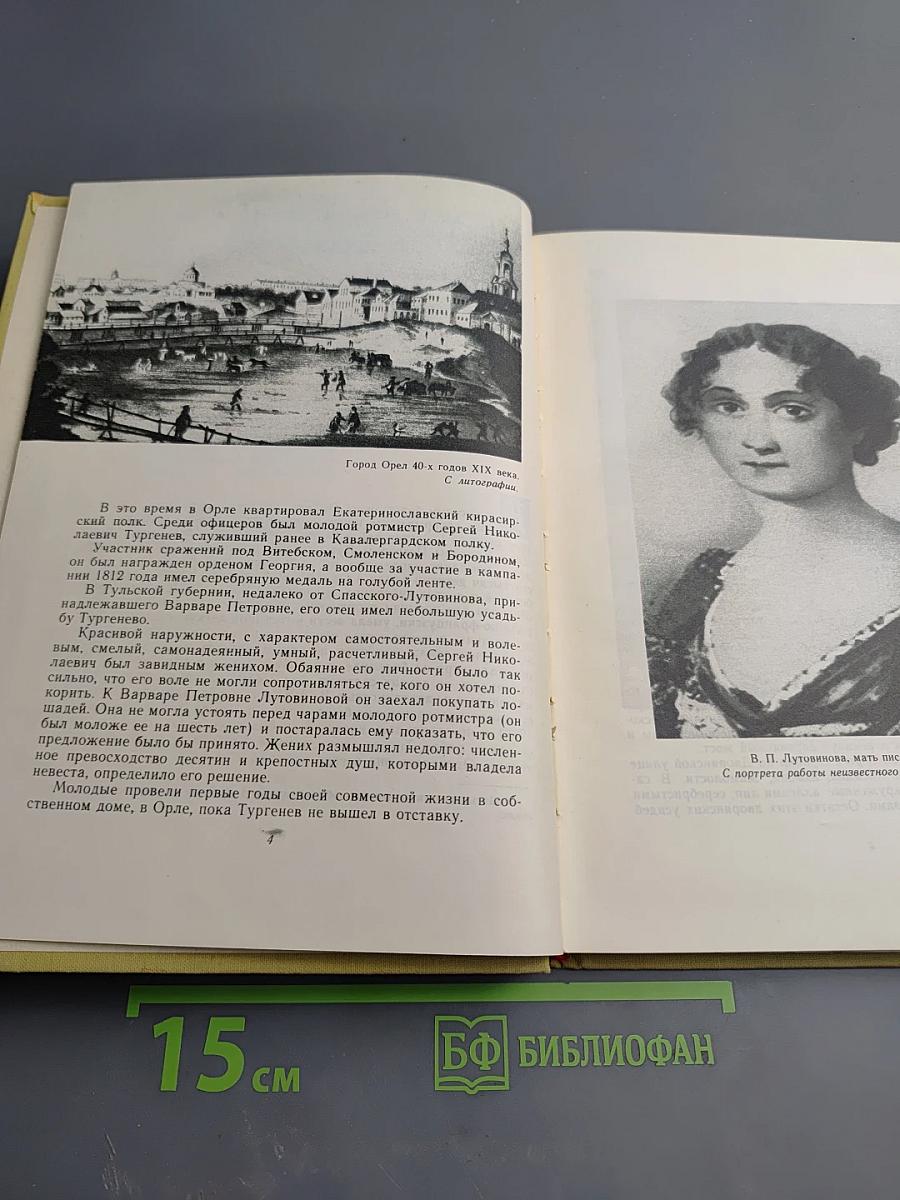 Город Орел 40-х годов XIX века.
С литографии.
В это время в Орле квартировал Екатеринославский кирасир-
ский полк. Среди офицеров был молодой ротмистр Сергей Нико-
лаевич Тургенев, служивший ранее в Кавалергардском полку.
Участник сражений под Витебском, Смоленском и Бородином,
он был награжден орденом Георгия, а вообще за участие в кампа-
нии 1812 года имел серебряную медаль на голубой ленте.
В Тульской губернии, недалеко от Спасского-Лутовинова, при-
надлежавшего Варваре Петровне, его отец имел небольшую усадь-
бу Тургенево.
Красивой наружности, с характером самостоятельным и воле-
вым, смелый, самонадеянный, умный, расчетливый, Сергей Нико-
лаевич был завидным женихом. Обаяние его личности было так
сильно, что его воле не могли сопротивляться те, кого он хотел по-
корить. К Варваре Петровне Лутовиновой он заехал покупать ло-
шадей. Она не могла устоять перед чарами молодого ротмистра (он
был моложе ее на шесть лет) и постаралась ему показать, что его
предложение было бы принято. Жених размышлял недолго: числен-
ное превосходство десятин и крепостных душ, которыми владела
невеста, определило его решение.
Молодые провели первые годы своей совместной жизни в соб-
ственном доме, в Орле, пока Тургенев не вышел в отставку.
4
В. П. Лутовинова, мать пис
С портрета работы неизвестного
15 см
БФ БИБЛИОФАН